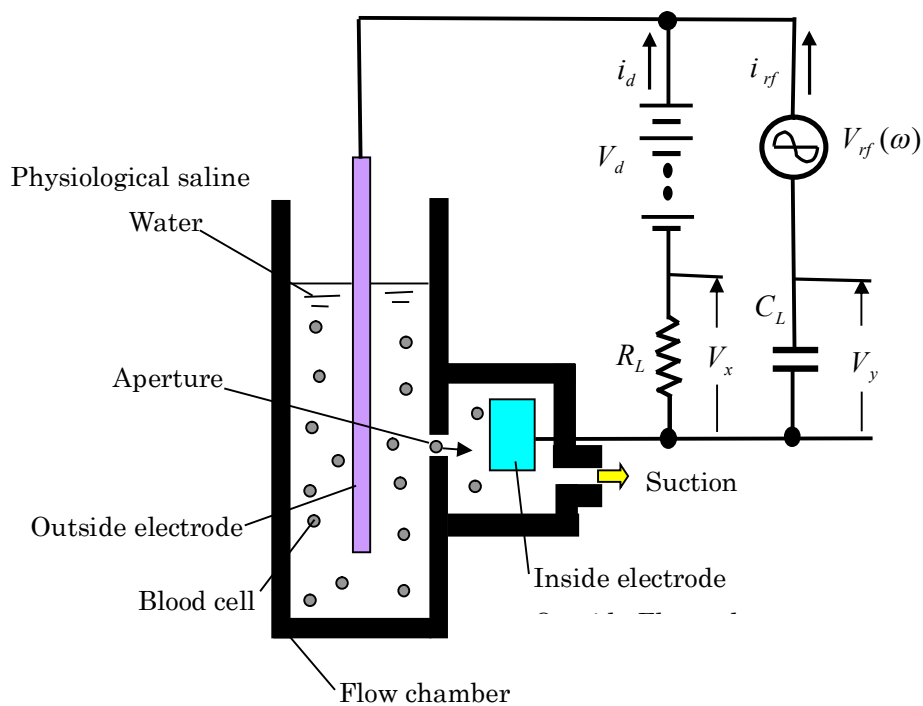 i_d
i_rf
V_d
V_rf (ω)
Physiological saline
Water
C_L
Aperture
R_L
V_x
V_y
Suction
Outside electrode
Inside electrode
Blood cell
Flow chamber